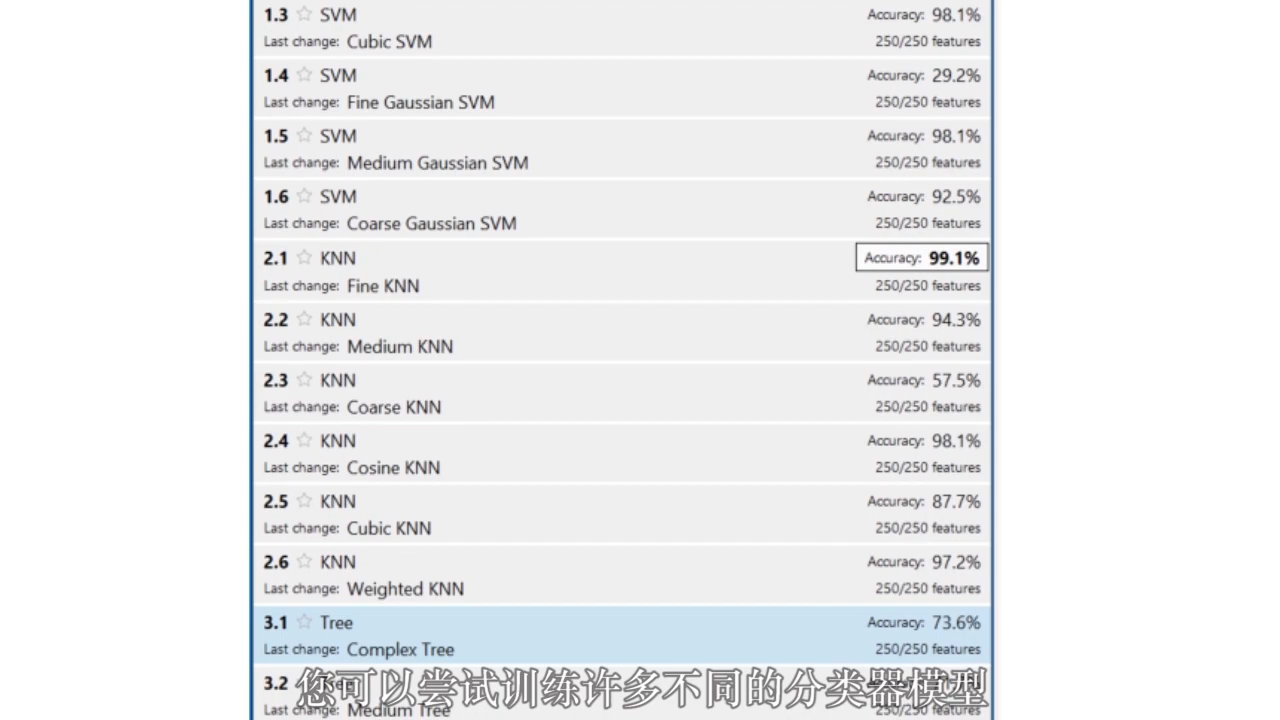 1.3 SVM Accuracy: 98.1%
Last change: Cubic SVM 250/250 features
1.4 SVM Accuracy: 29.2%
Last change: Fine Gaussian SVM 250/250 features
1.5 SVM Accuracy: 98.1%
Last change: Medium Gaussian SVM 250/250 features
1.6 SVM Accuracy: 92.5%
Last change: Coarse Gaussian SVM 250/250 features
2.1 KNN Accuracy: 99.1%
Last change: Fine KNN 250/250 features
2.2 KNN Accuracy: 94.3%
Last change: Medium KNN 250/250 features
2.3 KNN Accuracy: 57.5%
Last change: Coarse KNN 250/250 features
2.4 KNN Accuracy: 98.1%
Last change: Cosine KNN 250/250 features
2.5 KNN Accuracy: 87.7%
Last change: Cubic KNN 250/250 features
2.6 KNN Accuracy: 97.2%
Last change: Weighted KNN 250/250 features
3.1 Tree Accuracy: 73.6%
Last change: Complex Tree 250/250 features
3.2
您可以尝试训练许多不同的分类器模型
Last change: Medium Tree 250/250 features